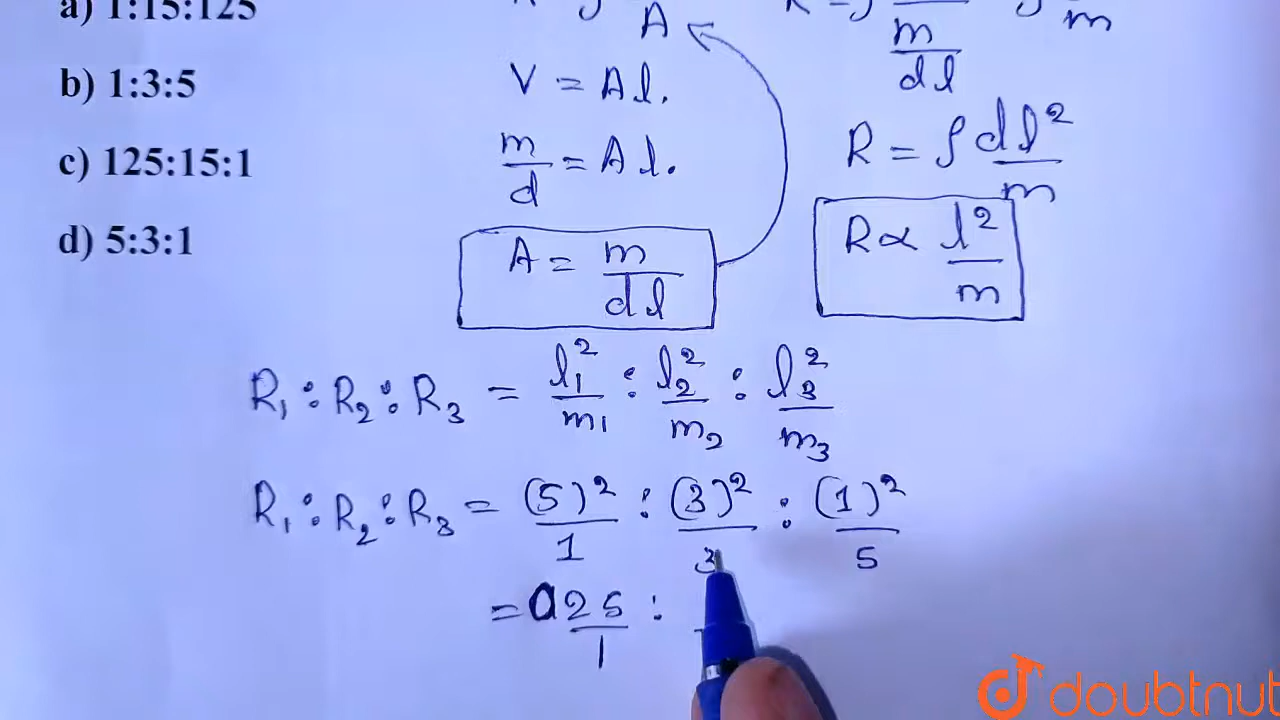 a) 1:15:125
A
m
m
dl
b) 1:3:5
V = Al.
R = ρ dl²
m
c) 125:15:1
m
d
= Al.
d) 5:3:1
A = m
dl
R ∝ l²
m
R₁ : R₂ : R₃ = l₁²/m₁ : l₂²/m₂ : l₃²/m₃
R₁ : R₂ : R₃ = (5)²/1 : (3)²/3 : (1)²/5
= 25/1 :
doubtnut